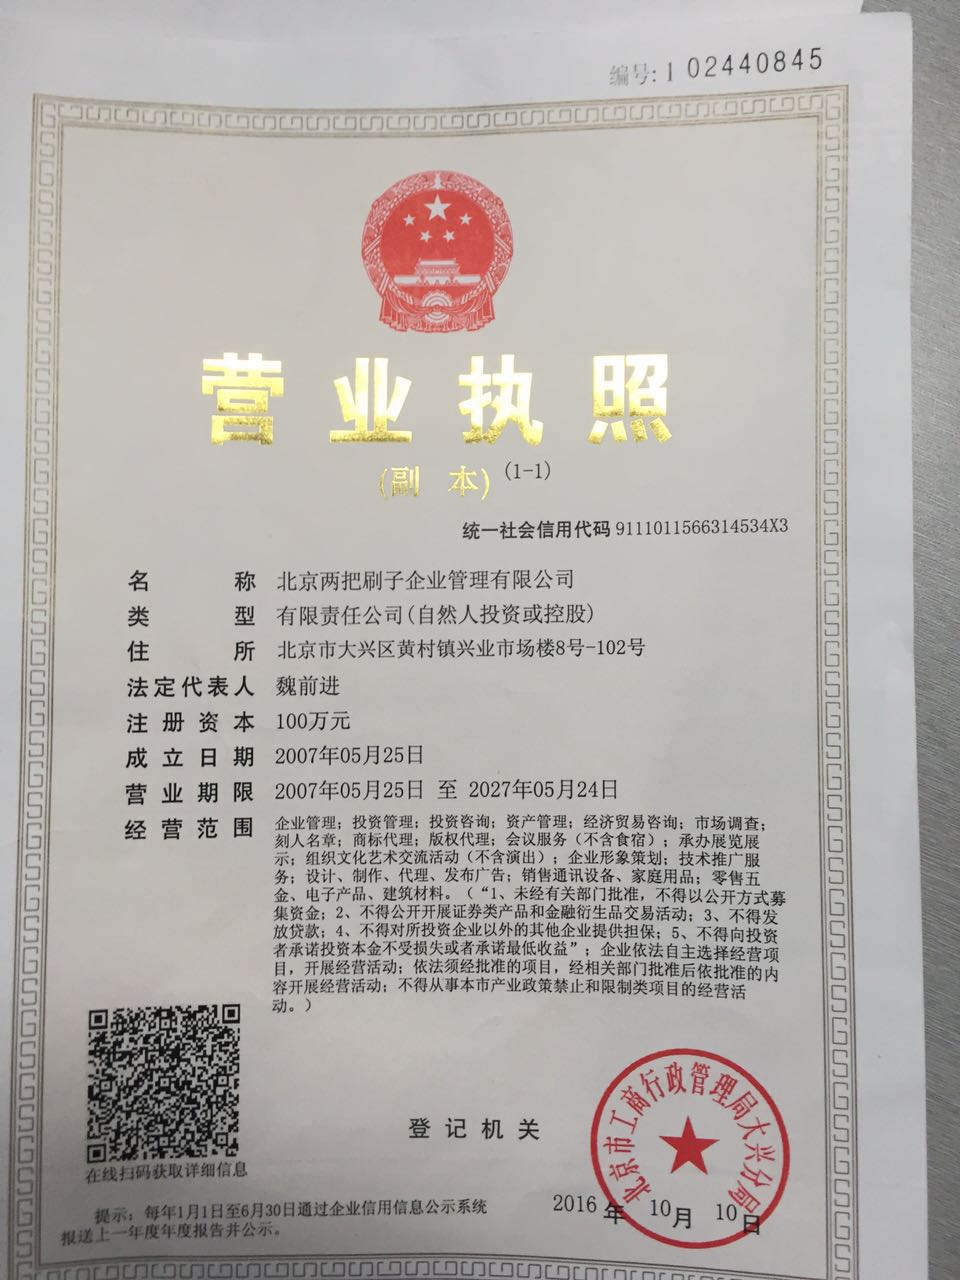 编号:1 02440845
营业执照
(副 本) (1-1)
统一社会信用代码 9111011566314534X3
名 称 北京两把刷子企业管理有限公司
类 型 有限责任公司(自然人投资或控股)
住 所 北京市大兴区黄村镇兴业市场楼8号-102号
法定代表人 魏前进
注册资本 100万元
成立日期 2007年05月25日
营业期限 2007年05月25日 至 2027年05月24日
经营范围 企业管理；投资管理；投资咨询；资产管理；经济贸易咨询；市场调查；
刻人名章；商标代理；版权代理；会议服务（不含食宿）；承办展览展
示；组织文化艺术交流活动（不含演出）；企业形象策划；技术推广服
务；设计、制作、代理、发布广告；销售通讯设备、家庭用品；零售五
金、电子产品、建筑材料。（“1、未经有关部门批准，不得以公开方式募
集资金；2、不得公开开展证券类产品和金融衍生品交易活动；3、不得发
放贷款；4、不得对所投资企业以外的其他企业提供担保；5、不得向投资
者承诺投资本金不受损失或者承诺最低收益”；企业依法自主选择经营项
目，开展经营活动；依法须经批准的项目，经相关部门批准后依批准的内
容开展经营活动；不得从事本市产业政策禁止和限制类项目的经营活
动。）
在线扫码获取详细信息
登记机关
北京市工商行政管理局大兴分局
2016年 10月 10日
提示：每年1月1日至6月30日通过企业信用信息公示系统
报送上一年度年度报告并公示。